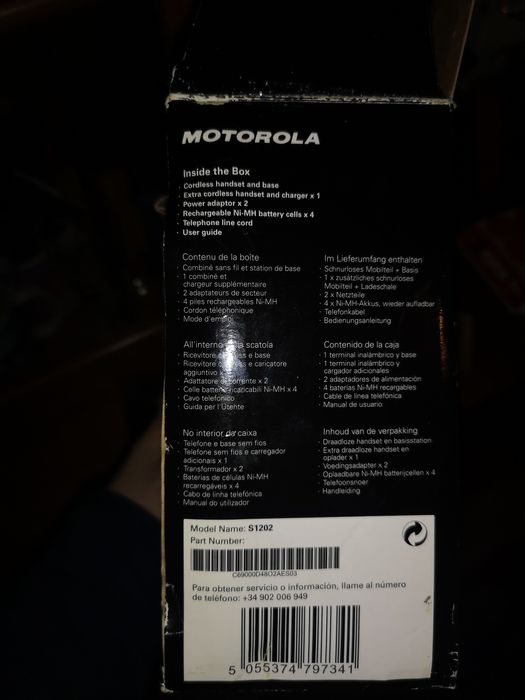 MOTOROLA
Inside the Box
· Cordless handset and base
· Extra cordless handset and charger x 1
· Power adaptor x 2
· Rechargeable Ni-MH battery cells x 4
· Telephone line cord
· User guide
Contenu de la boîte
· Combiné sans fil et station de base
· 1 combiné et
chargeur supplémentaire
· 2 adaptateurs de secteur
· 4 piles rechargeables Ni-MH
· Cordon téléphonique
· Mode d'emploi
Im Lieferumfang enthalten
· Schnurloses Mobilteil + Basis
· 1 x zusätzliches schnurloses
Mobilteil + Ladeschale
· 2 x Netzteile
· 4 x Ni-MH-Akkus, wieder aufladbar
· Telefonkabel
· Bedienungsanleitung
All'interno scatola
· Ricevitore e base
· Ricevitore e caricatore
aggiuntivo
· Adattatore corrente x 2
· Celle batteria ricaricabili Ni-MH x 4
· Cavo telefonico
· Guida per l'Utente
Contenido de la caja
· 1 terminal inalámbrico y base
· 1 terminal inalámbrico y
cargador adicionales
· 2 adaptadores de alimentación
· 4 baterías Ni-MH recargables
· Cable de línea telefónica
· Manual de usuario
No interior da caixa
· Telefone e base sem fios
· Telefone sem fios e carregador
adicionais x 1
· Transformador x 2
· Baterias de células Ni-MH
recarregáveis x 4
· Cabo de linha telefónica
· Manual do utilizador
Inhoud van de verpakking
· Draadloze handset en basisstation
· Extra draadloze handset en
oplader x 1
· Voedingsadapter x 2
· Oplaadbare Ni-MH batterijcellen x 4
· Telefoonsnoer
· Handleiding
Model Name: S1202
Part Number:
C69000D48O2AES03
Para obtener servicio o información, llame al número
de teléfono: +34 902 006 949
5 055374 797341